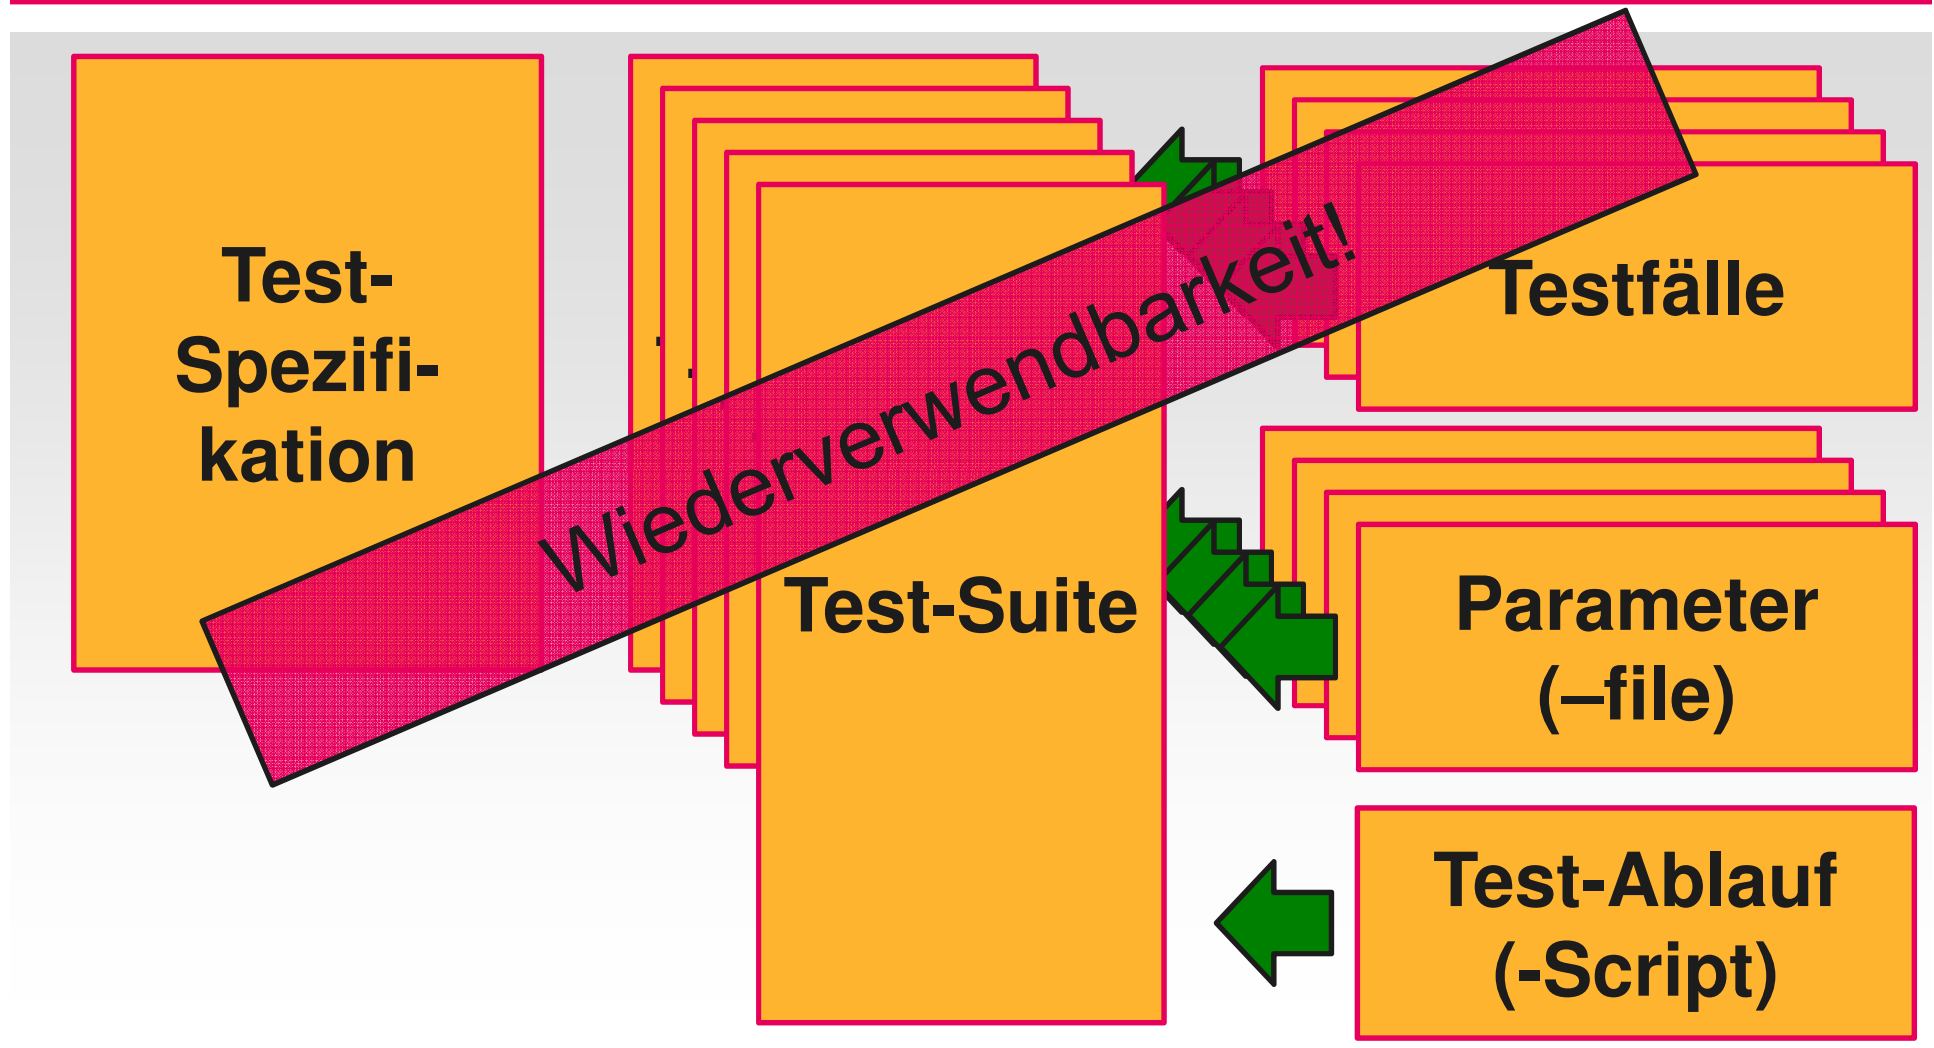 Test-
Spezifi-
kation
Test-Suite
Wiederverwendbarkeit!
Testfälle
Parameter
(–file)
Test-Ablauf
(-Script)